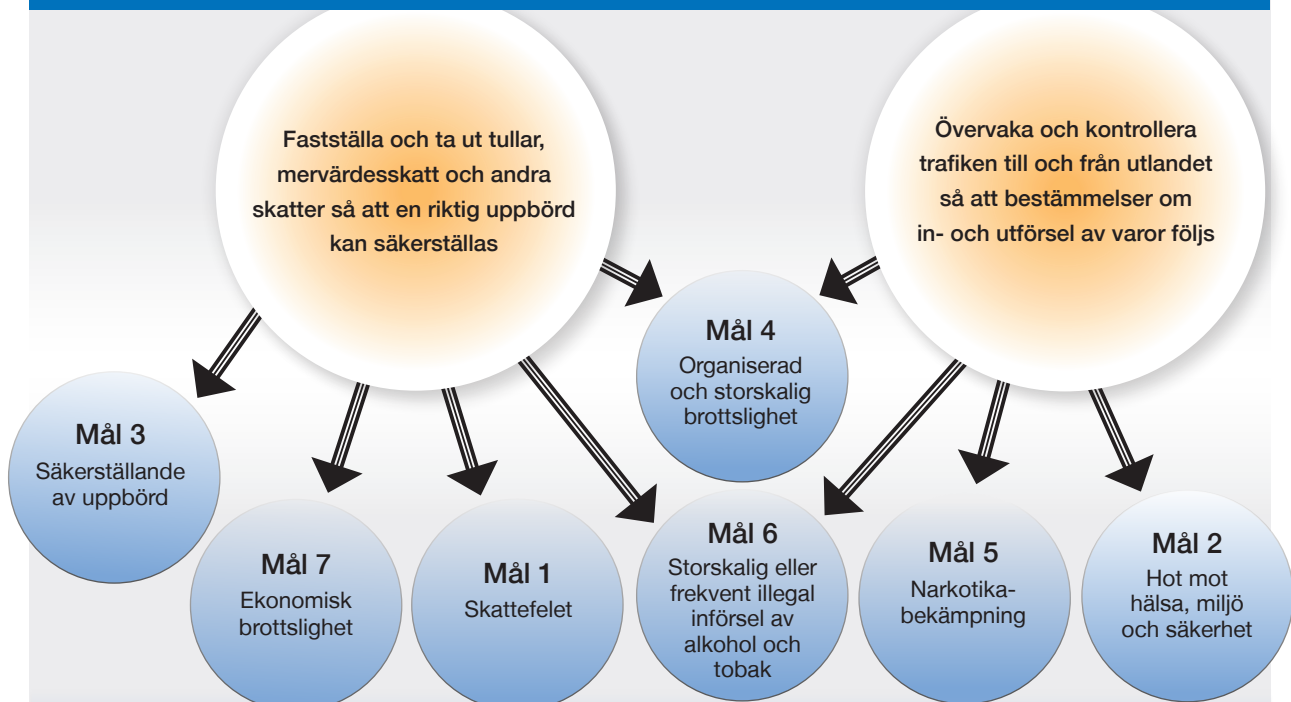 Fastställa och ta ut tullar,
mervärdesskatt och andra
skatter så att en riktig uppbörd
kan säkerställas
Övervaka och kontrollera
trafiken till och från utlandet
så att bestämmelser om
in- och utförsel av varor följs
Mål 4
Organiserad
och storskalig
brottslighet
Mål 3
Säkerställande
av uppbörd
Mål 7
Ekonomisk
brottslighet
Mål 1
Skattefelet
Mål 6
Storskalig eller
frekvent illegal
införsel av
alkohol och
tobak
Mål 5
Narkotika-
bekämpning
Mål 2
Hot mot
hälsa, miljö
och säkerhet